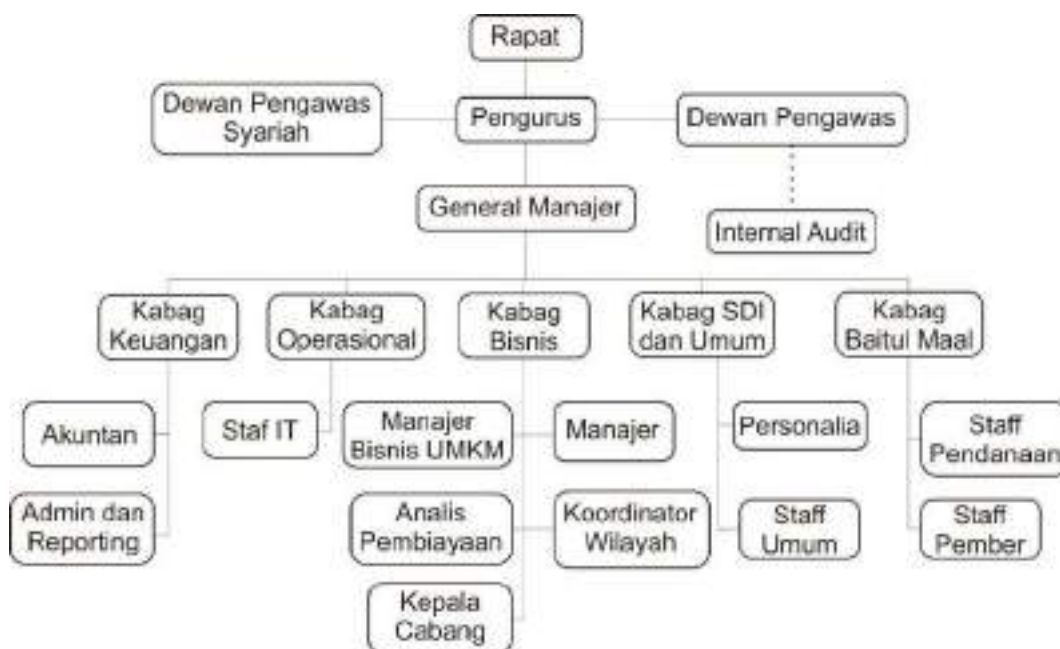 Rapat
Dewan Pengawas
Syariah
Pengurus
Dewan Pengawas
General Manajer
Internal Audit
Kabag
Keuangan
Kabag
Operasional
Kabag
Bisnis
Kabag SDI
dan Umum
Kabag
Baitul Maal
Akuntan
Staf IT
Manajer
Bisnis UMKM
Manajer
Personalia
Staff
Pendanaan
Admin dan
Reporting
Analis
Pembiayaan
Koordinator
Wilayah
Staff
Umum
Staff
Pember
Kepala
Cabang